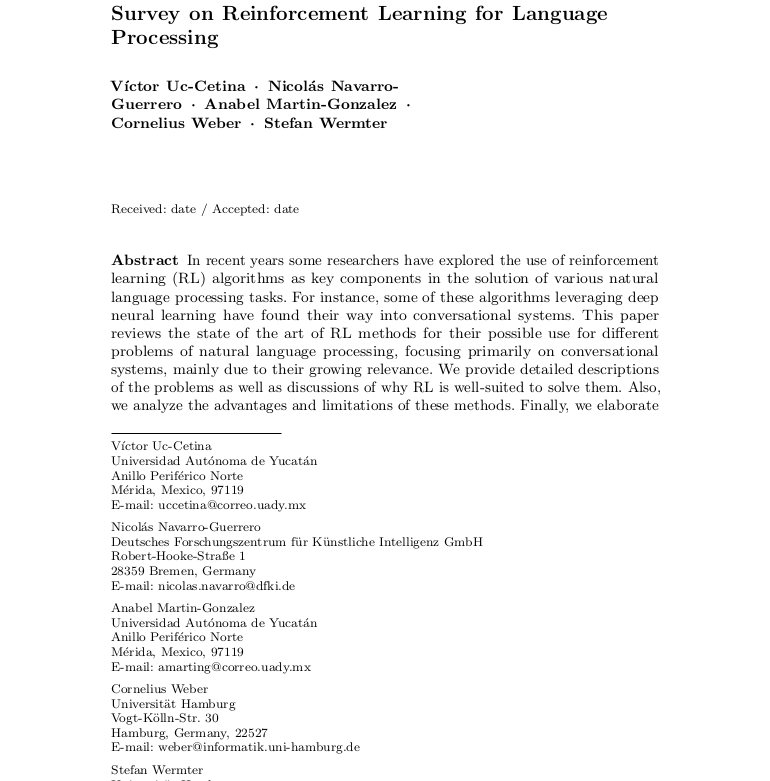 Survey on Reinforcement Learning for Language
Processing
Víctor Uc-Cetina · Nicolás Navarro-
Guerrero · Anabel Martin-Gonzalez ·
Cornelius Weber · Stefan Wermter
Received: date / Accepted: date
Abstract In recent years some researchers have explored the use of reinforcement
learning (RL) algorithms as key components in the solution of various natural
language processing tasks. For instance, some of these algorithms leveraging deep
neural learning have found their way into conversational systems. This paper
reviews the state of the art of RL methods for their possible use for different
problems of natural language processing, focusing primarily on conversational
systems, mainly due to their growing relevance. We provide detailed descriptions
of the problems as well as discussions of why RL is well-suited to solve them. Also,
we analyze the advantages and limitations of these methods. Finally, we elaborate
Víctor Uc-Cetina
Universidad Autónoma de Yucatán
Anillo Periférico Norte
Mérida, Mexico, 97119
E-mail: uccetina@correo.uady.mx
Nicolás Navarro-Guerrero
Deutsches Forschungszentrum für Künstliche Intelligenz GmbH
Robert-Hooke-Straße 1
28359 Bremen, Germany
E-mail: nicolas.navarro@dfki.de
Anabel Martin-Gonzalez
Universidad Autónoma de Yucatán
Anillo Periférico Norte
Mérida, Mexico, 97119
E-mail: amarting@correo.uady.mx
Cornelius Weber
Universität Hamburg
Vogt-Kölln-Str. 30
Hamburg, Germany, 22527
E-mail: weber@informatik.uni-hamburg.de
Stefan Wermter